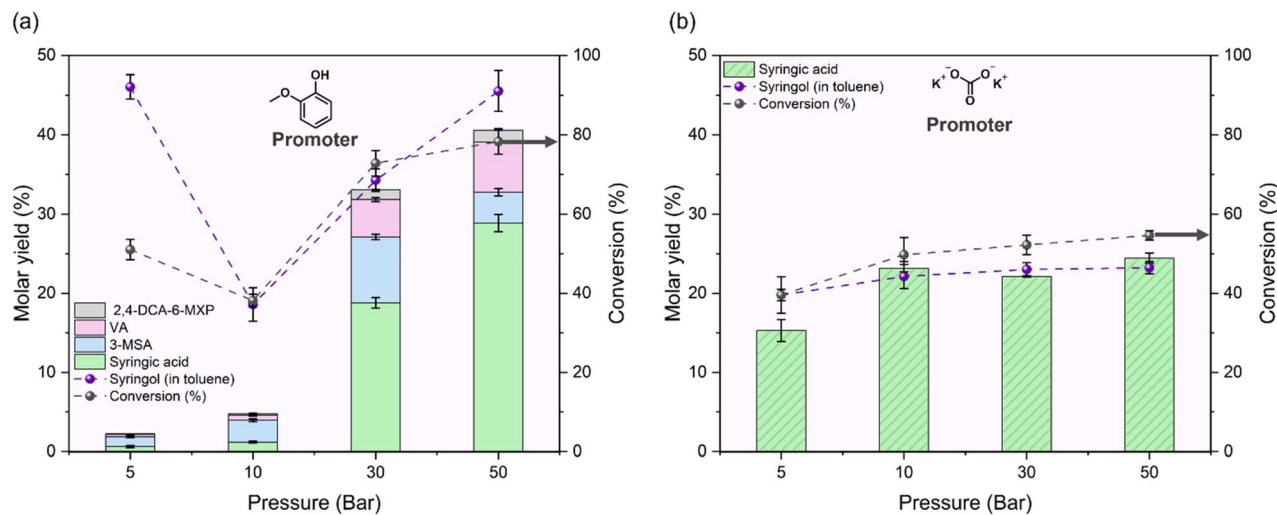 (a)
50
40
30
20
10
0
Molar yield (%)
OH
O
Promoter
2,4-DCA-6-MXP
VA
3-MSA
Syringic acid
Syringol (in toluene)
Conversion (%)
100
80
60
40
20
0
Conversion (%)
5 10 30 50
Pressure (Bar)
(b)
50
40
30
20
10
0
Molar yield (%)
Syringic acid
Syringol (in toluene)
Conversion (%)
K⁺ ⁻O O⁻ K⁺
O
Promoter
100
80
60
40
20
0
Conversion (%)
5 10 30 50
Pressure (Bar)